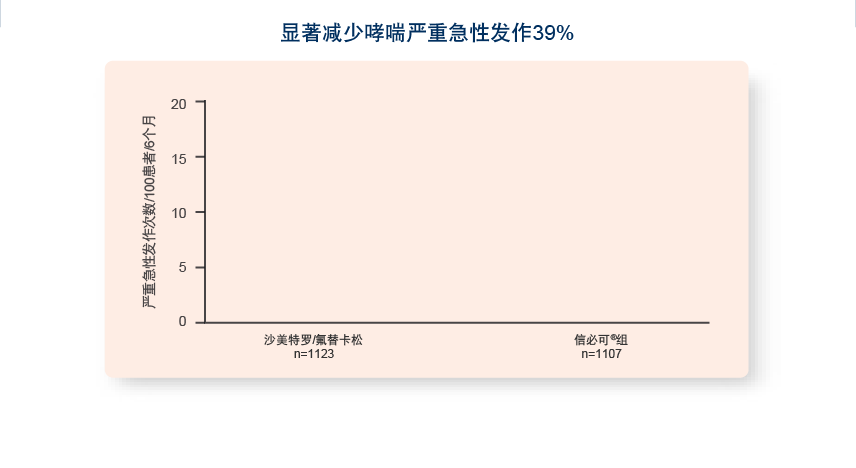 显著减少哮喘严重急性发作39%
严重急性发作次数/100患者/6个月
20
15
10
5
0
沙美特罗/氟替卡松
n=1123
信必可®组
n=1107